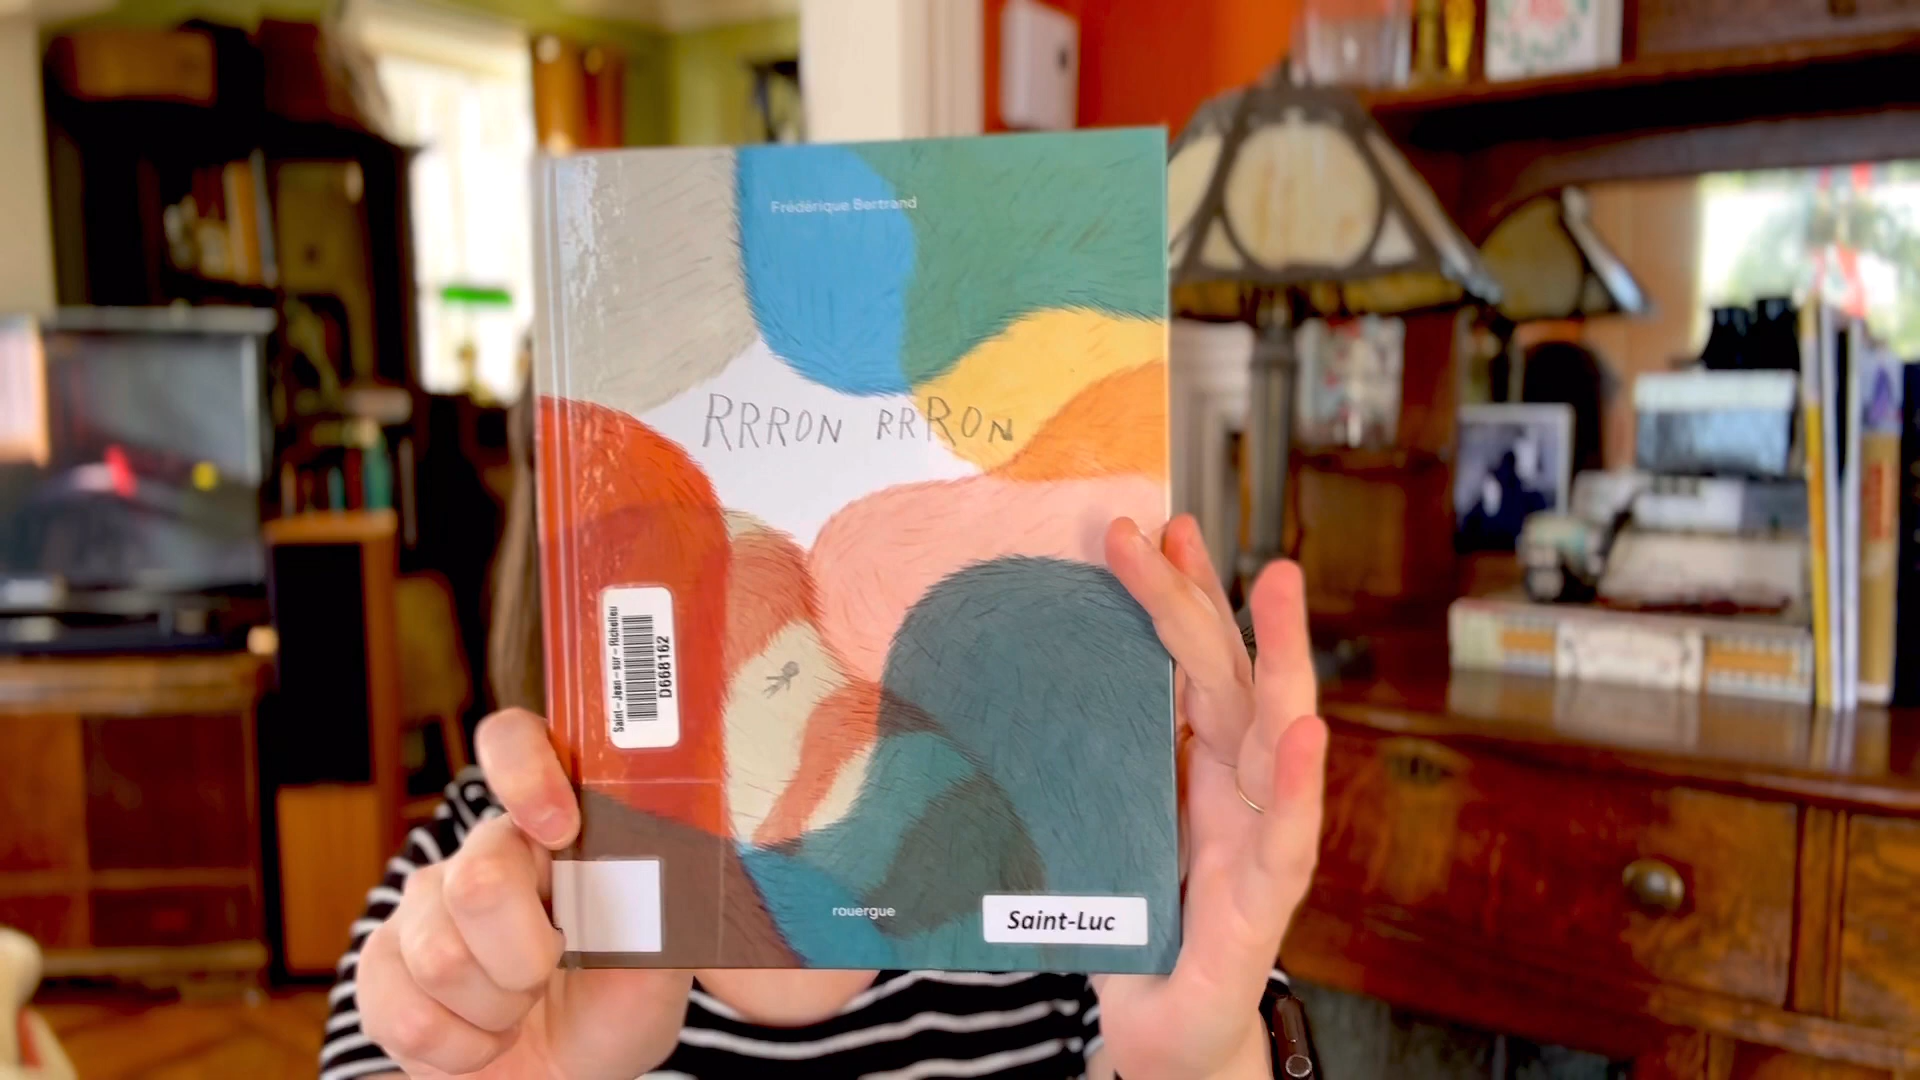 Frédérique Bertrand
RRRON RRRON
Saint-Jean-sur-Richelieu
D668162
rouergue
Saint-Luc